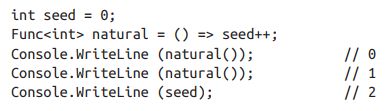 int seed = 0;
Func<int> natural = () => seed++;
Console.WriteLine (natural());          // 0
Console.WriteLine (natural());          // 1
Console.WriteLine (seed);               // 2